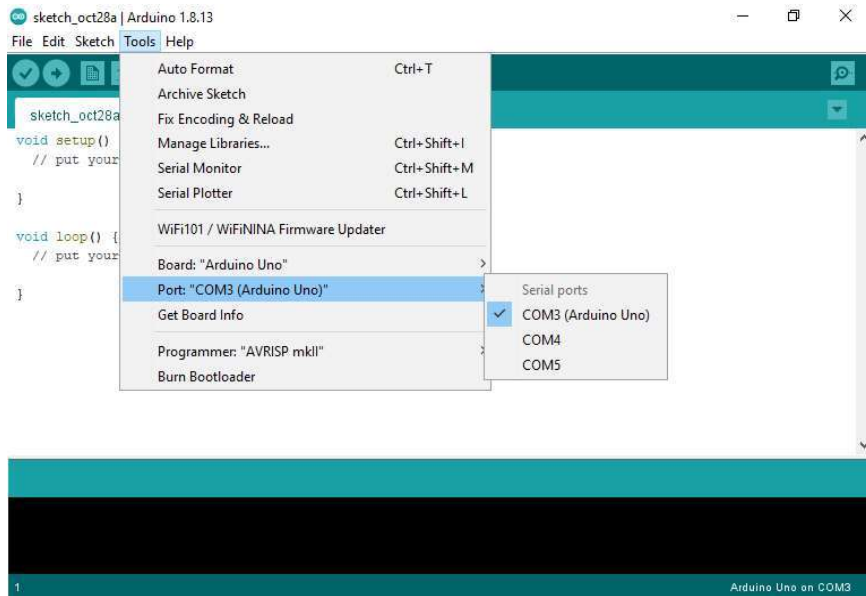 sketch_oct28a | Arduino 1.8.13
File Edit Sketch Tools Help
sketch_oct28a
void setup()
// put your
}
void loop() {
// put your
}
Auto Format Ctrl+T
Archive Sketch
Fix Encoding & Reload
Manage Libraries... Ctrl+Shift+I
Serial Monitor Ctrl+Shift+M
Serial Plotter Ctrl+Shift+L
WiFi101 / WiFiNINA Firmware Updater
Board: "Arduino Uno"
Port: "COM3 (Arduino Uno)"
Get Board Info
Programmer: "AVRISP mkII"
Burn Bootloader
Serial ports
COM3 (Arduino Uno)
COM4
COM5
1 Arduino Uno on COM3